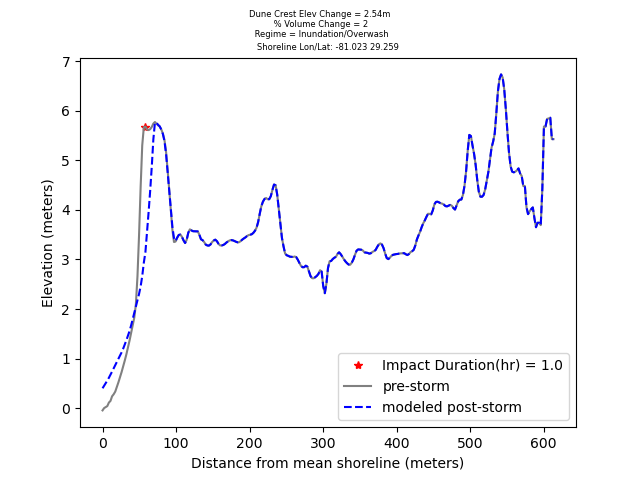 Dune Crest Elev Change = 2.54m
% Volume Change = 2
Regime = Inundation/Overwash
Shoreline Lon/Lat: -81.023 29.259
7
6
5
4
3
2
1
0
Elevation (meters)
Impact Duration(hr) = 1.0
pre-storm
modeled post-storm
0 100 200 300 400 500 600
Distance from mean shoreline (meters)